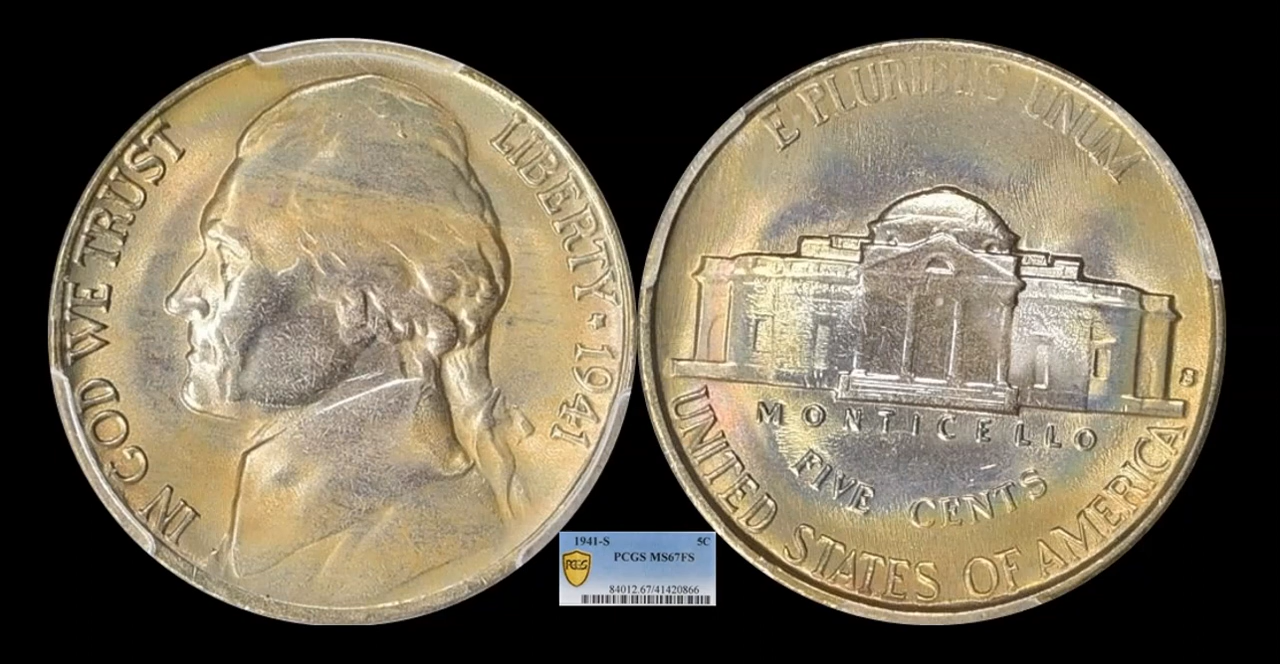 IN GOD WE TRUST
LIBERTY ★ 1941
E PLURIBUS UNUM
S
MONTICELLO
FIVE CENTS
UNITED STATES OF AMERICA
1941-S 5C
PCGS MS67FS
PCGS
84012.67/41420866